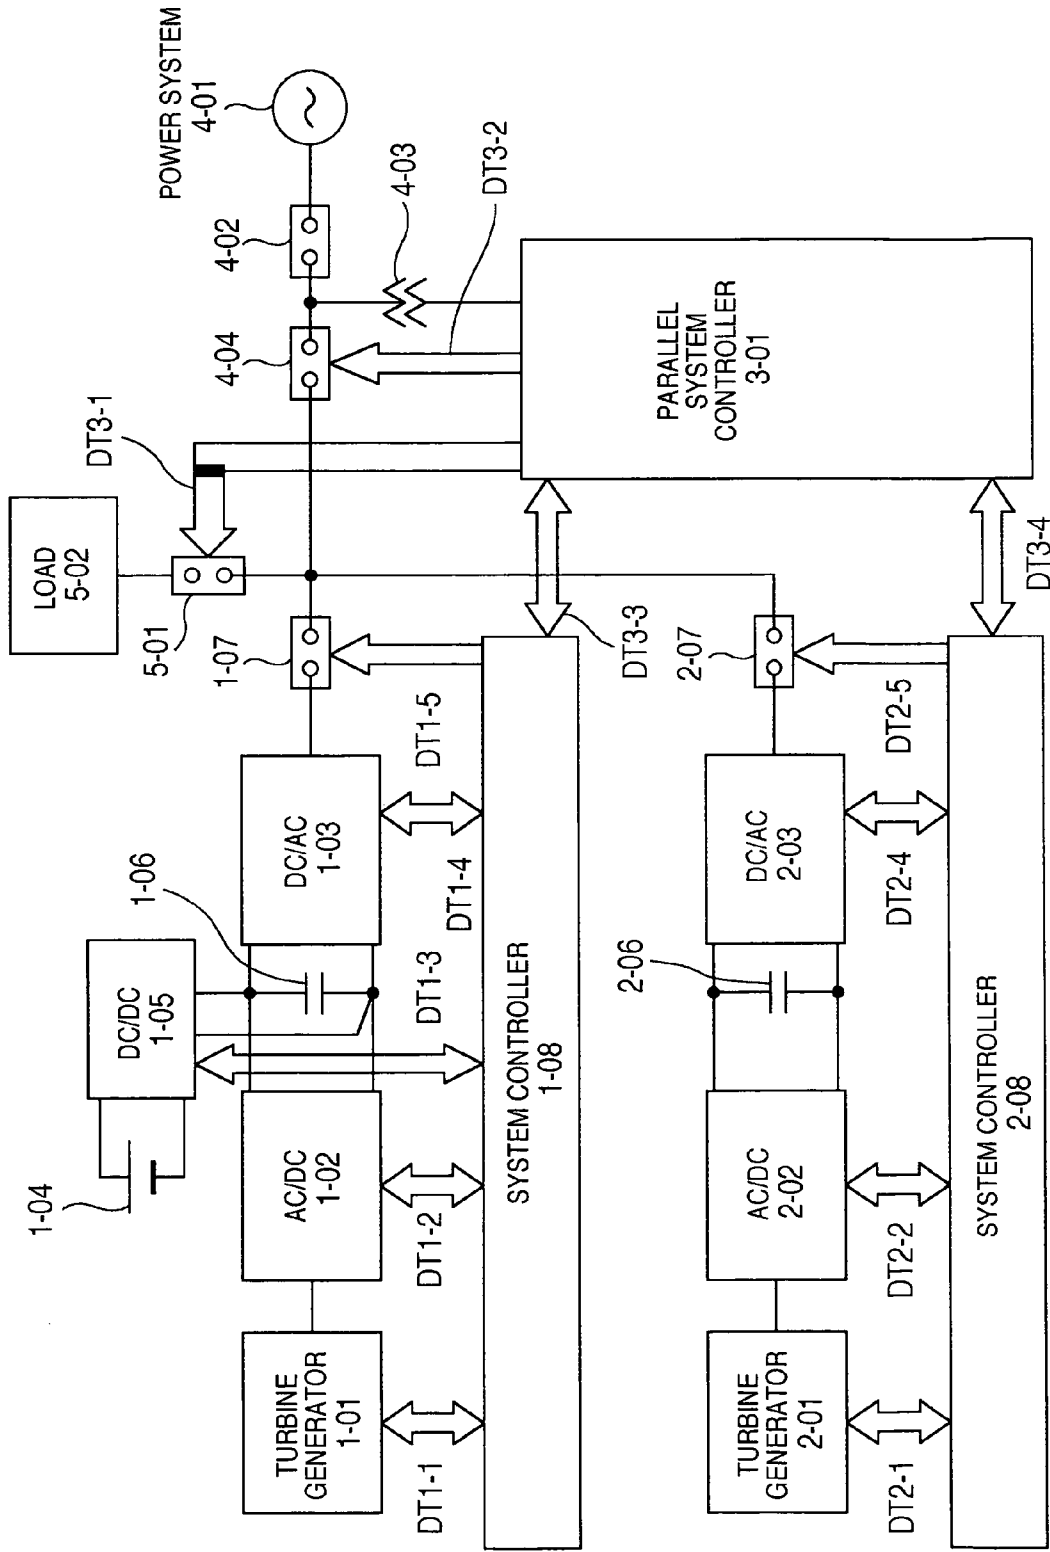 POWER SYSTEM
4-01
4-02
4-03
4-04
DT3-2
DT3-1
PARALLEL
SYSTEM
CONTROLLER
3-01
LOAD
5-02
5-01
1-07
DT3-3
2-07
DT3-4
DT1-5
DC/AC
1-03
DT1-4
1-06
DC/DC
1-05
DT1-3
1-04
AC/DC
1-02
DT1-2
TURBINE
GENERATOR
1-01
DT1-1
SYSTEM CONTROLLER
1-08
DT2-5
DC/AC
2-03
DT2-4
2-06
AC/DC
2-02
DT2-2
TURBINE
GENERATOR
2-01
DT2-1
SYSTEM CONTROLLER
2-08